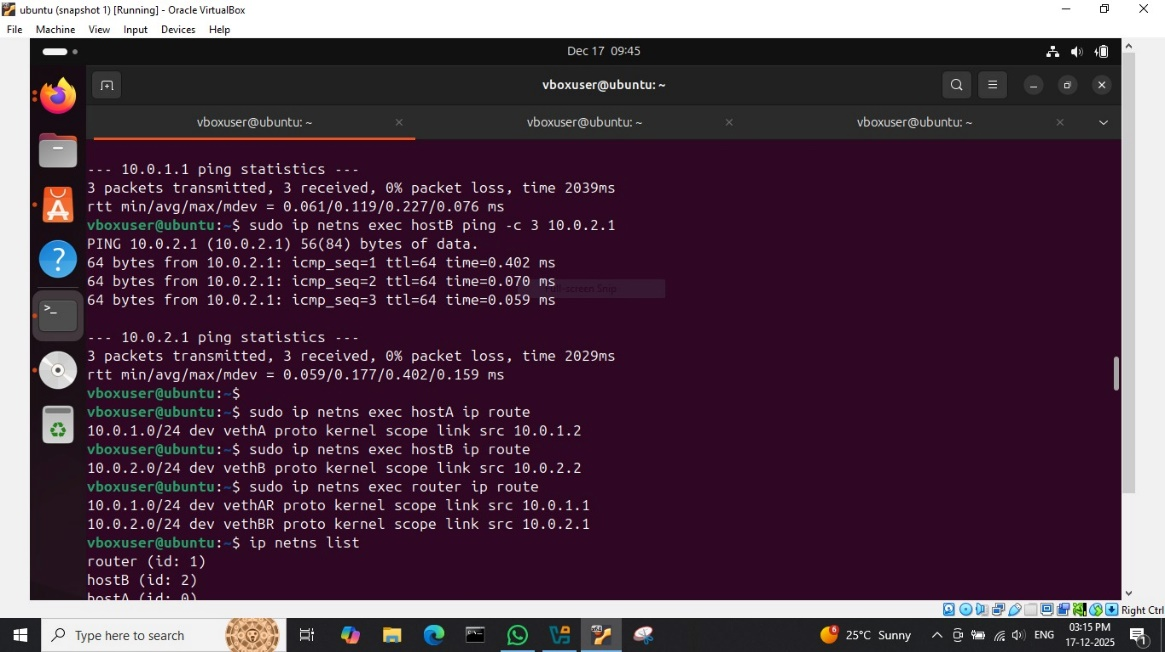 ubuntu (snapshot 1) [Running] - Oracle VirtualBox
File Machine View Input Devices Help
Dec 17 09:45
vboxuser@ubuntu: ~
vboxuser@ubuntu: ~ vboxuser@ubuntu: ~ vboxuser@ubuntu: ~
--- 10.0.1.1 ping statistics ---
3 packets transmitted, 3 received, 0% packet loss, time 2039ms
rtt min/avg/max/mdev = 0.061/0.119/0.227/0.076 ms
vboxuser@ubuntu:~$ sudo ip netns exec hostB ping -c 3 10.0.2.1
PING 10.0.2.1 (10.0.2.1) 56(84) bytes of data.
64 bytes from 10.0.2.1: icmp_seq=1 ttl=64 time=0.402 ms
64 bytes from 10.0.2.1: icmp_seq=2 ttl=64 time=0.070 ms
Full-screen Snip
64 bytes from 10.0.2.1: icmp_seq=3 ttl=64 time=0.059 ms
--- 10.0.2.1 ping statistics ---
3 packets transmitted, 3 received, 0% packet loss, time 2029ms
rtt min/avg/max/mdev = 0.059/0.177/0.402/0.159 ms
vboxuser@ubuntu:~$
vboxuser@ubuntu:~$ sudo ip netns exec hostA ip route
10.0.1.0/24 dev vethA proto kernel scope link src 10.0.1.2
vboxuser@ubuntu:~$ sudo ip netns exec hostB ip route
10.0.2.0/24 dev vethB proto kernel scope link src 10.0.2.2
vboxuser@ubuntu:~$ sudo ip netns exec router ip route
10.0.1.0/24 dev vethAR proto kernel scope link src 10.0.1.1
10.0.2.0/24 dev vethBR proto kernel scope link src 10.0.2.1
vboxuser@ubuntu:~$ ip netns list
router (id: 1)
hostB (id: 2)
hostA (id: 0)
Right Ctrl
Type here to search
25°C Sunny
ENG
03:15 PM
17-12-2025